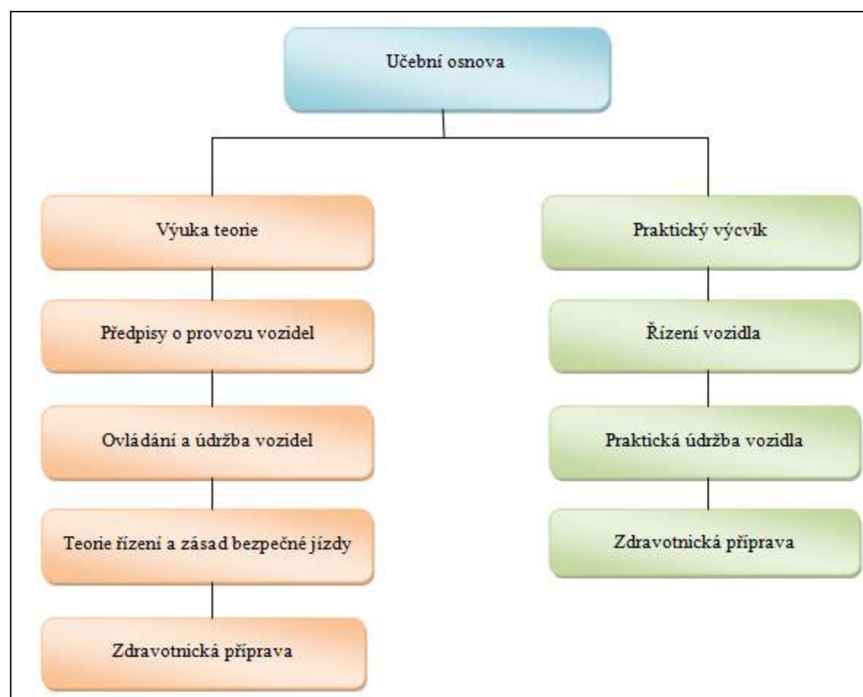 Učební osnova
Výuka teorie
Předpisy o provozu vozidel
Ovládání a údržba vozidel
Teorie řízení a zásad bezpečné jízdy
Zdravotnická příprava
Praktický výcvik
Řízení vozidla
Praktická údržba vozidla
Zdravotnická příprava